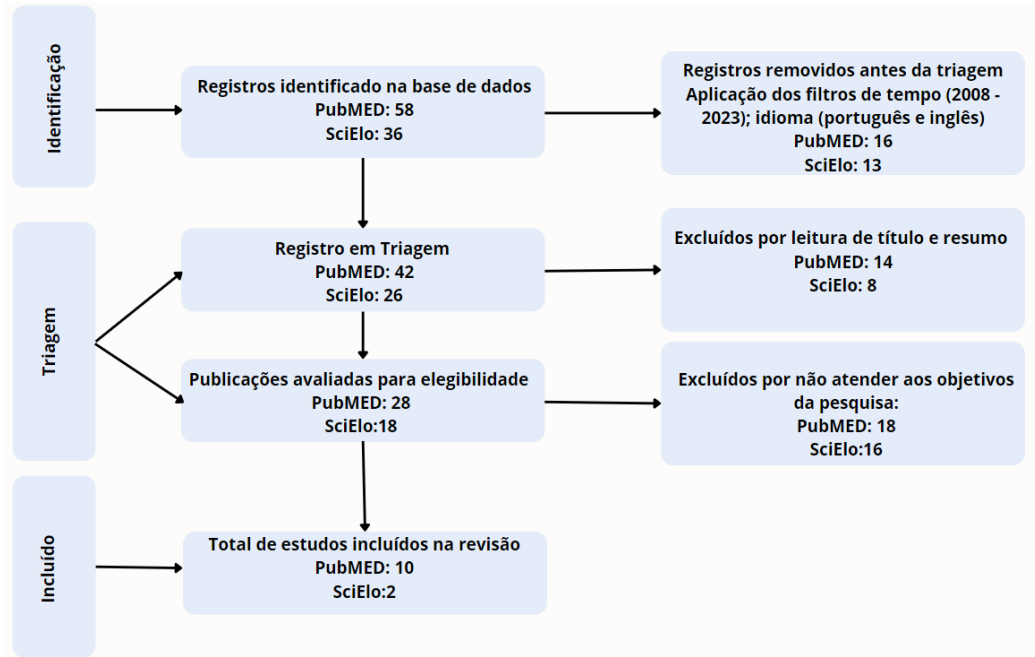 Identificação
Registros identificado na base de dados
PubMED: 58
SciElo: 36
Registros removidos antes da triagem
Aplicação dos filtros de tempo (2008 -
2023); idioma (português e inglês)
PubMED: 16
SciElo: 13
Triagem
Registro em Triagem
PubMED: 42
SciElo: 26
Excluídos por leitura de título e resumo
PubMED: 14
SciElo: 8
Publicações avaliadas para elegibilidade
PubMED: 28
SciElo:18
Excluídos por não atender aos objetivos
da pesquisa:
PubMED: 18
SciElo:16
Incluído
Total de estudos incluídos na revisão
PubMED: 10
SciElo:2